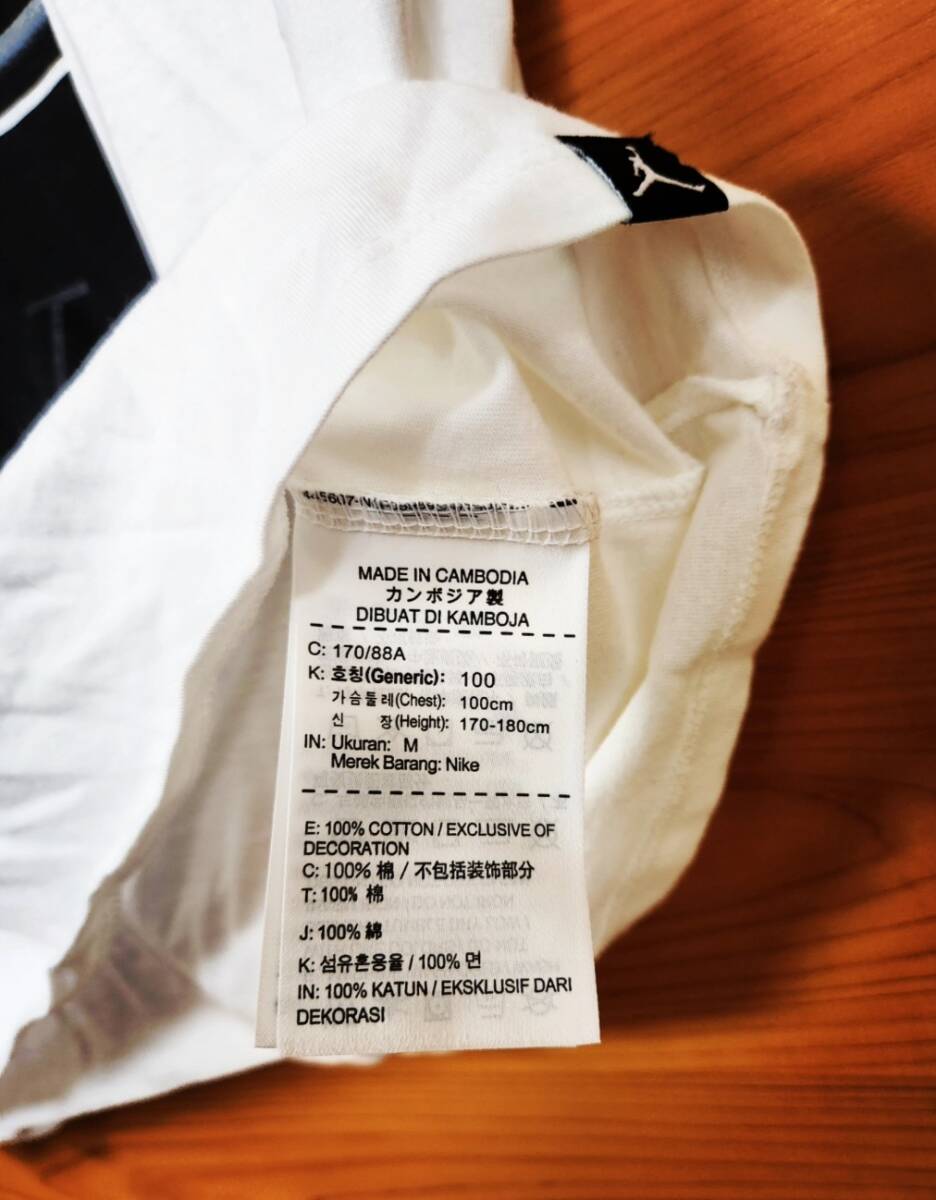 MADE IN CAMBODIA
カンボジア製
DIBUAT DI KAMBOJA
C: 170/88A
K: 호칭(Generic): 100
가슴둘레(Chest): 100cm
신 장(Height): 170-180cm
IN: Ukuran: M
Merek Barang: Nike
E: 100% COTTON / EXCLUSIVE OF
DECORATION
C: 100% 棉 / 不包括装饰部分
T: 100% 棉
J: 100% 綿
K: 섬유혼용율 / 100% 면
IN: 100% KATUN / EKSKLUSIF DARI
DEKORASI